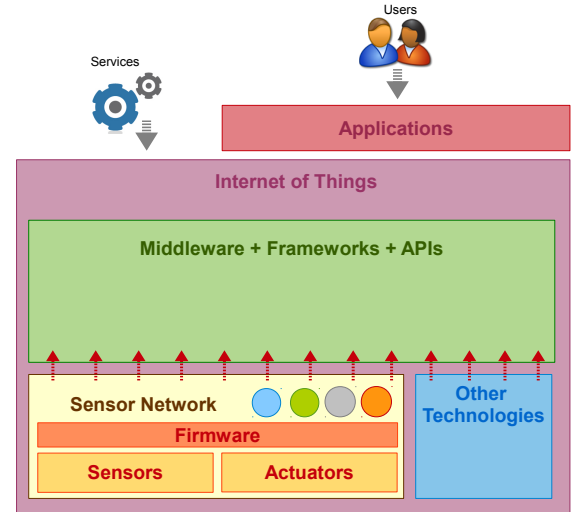 Users
Services
Applications
Internet of Things
Middleware + Frameworks + APIs
Sensor Network
Other
Technologies
Firmware
Sensors
Actuators